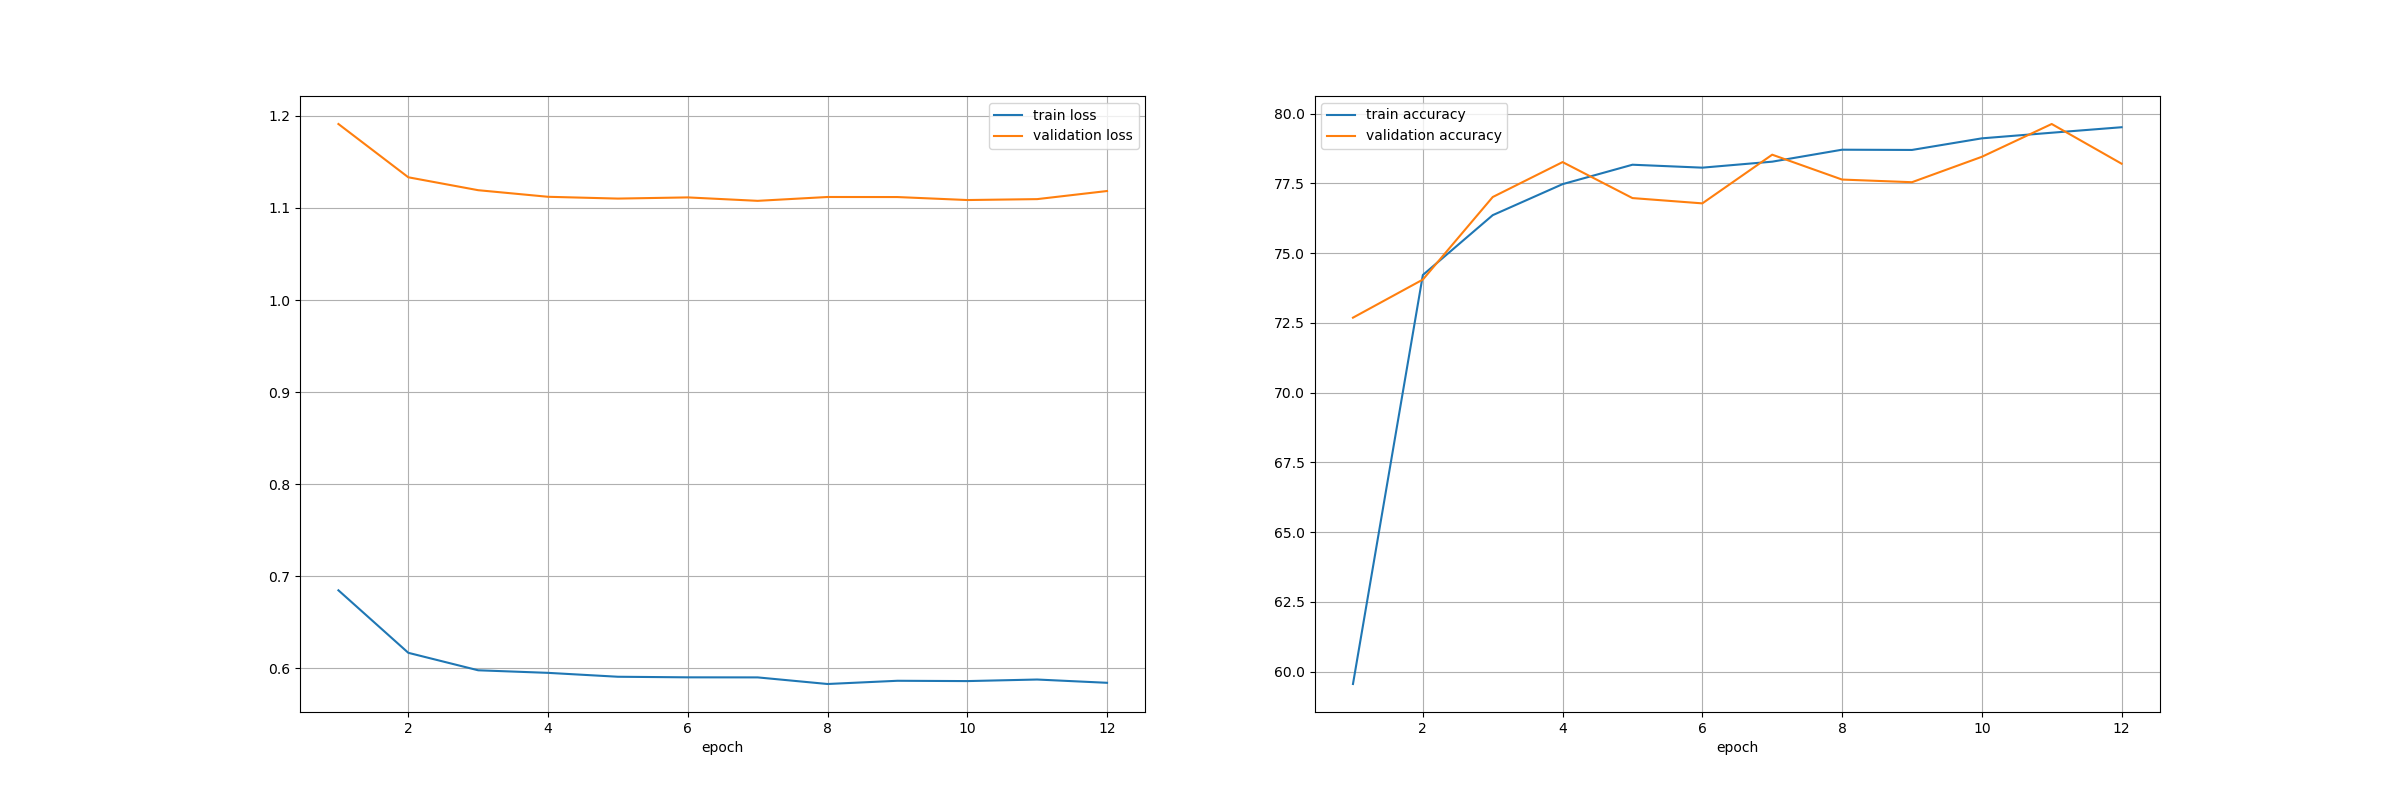 train loss
validation loss
1.2
1.1
1.0
0.9
0.8
0.7
0.6
2 4 6 8 10 12
epoch
train accuracy
validation accuracy
80.0
77.5
75.0
72.5
70.0
67.5
65.0
62.5
60.0
2 4 6 8 10 12
epoch